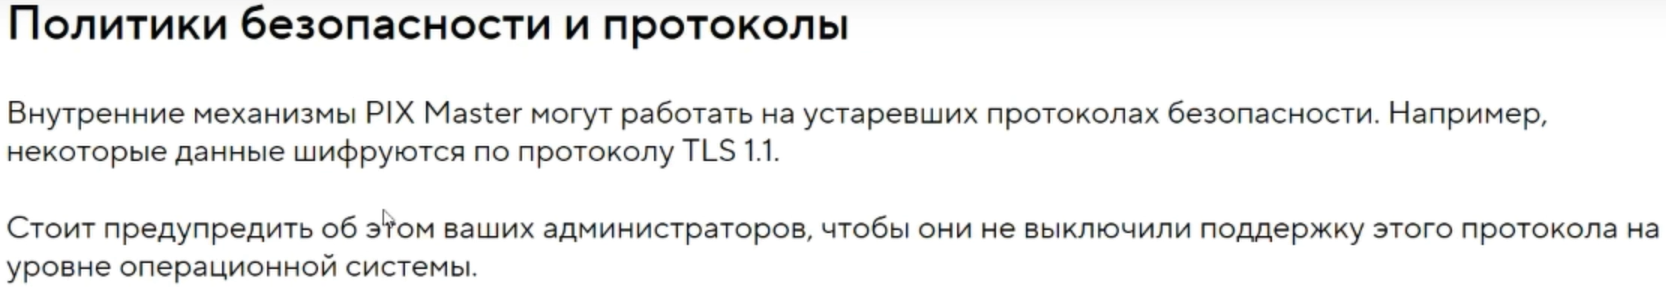 Политики безопасности и протоколы
Внутренние механизмы PIX Master могут работать на устаревших протоколах безопасности. Например,
некоторые данные шифруются по протоколу TLS 1.1.
Стоит предупредить об этом ваших администраторов, чтобы они не выключили поддержку этого протокола на
уровне операционной системы.